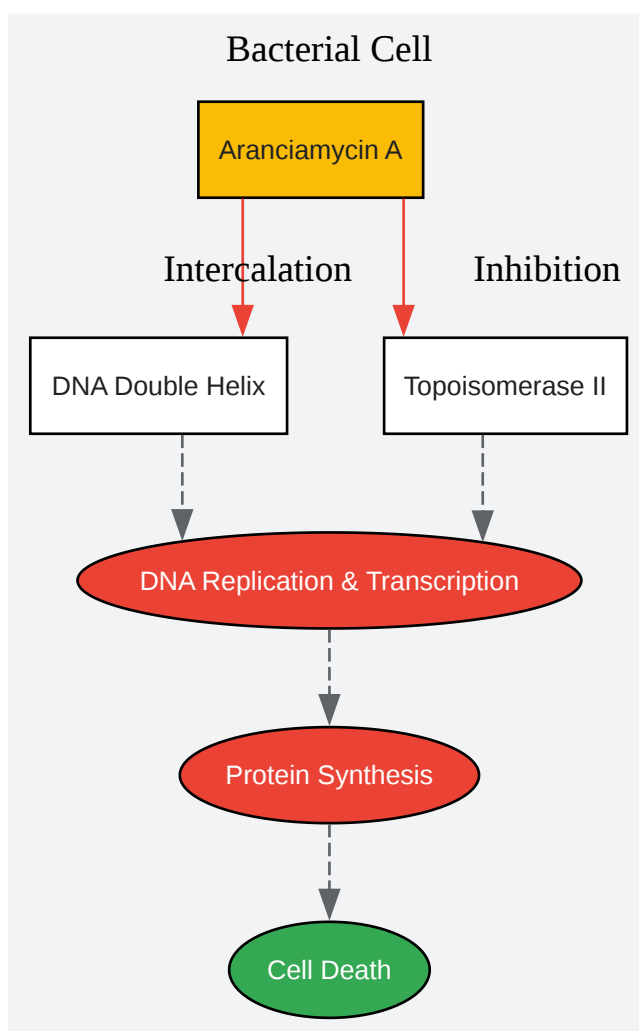 Bacterial Cell
Aranciamycin A
Intercalation
Inhibition
DNA Double Helix
Topoisomerase II
DNA Replication & Transcription
Protein Synthesis
Cell Death